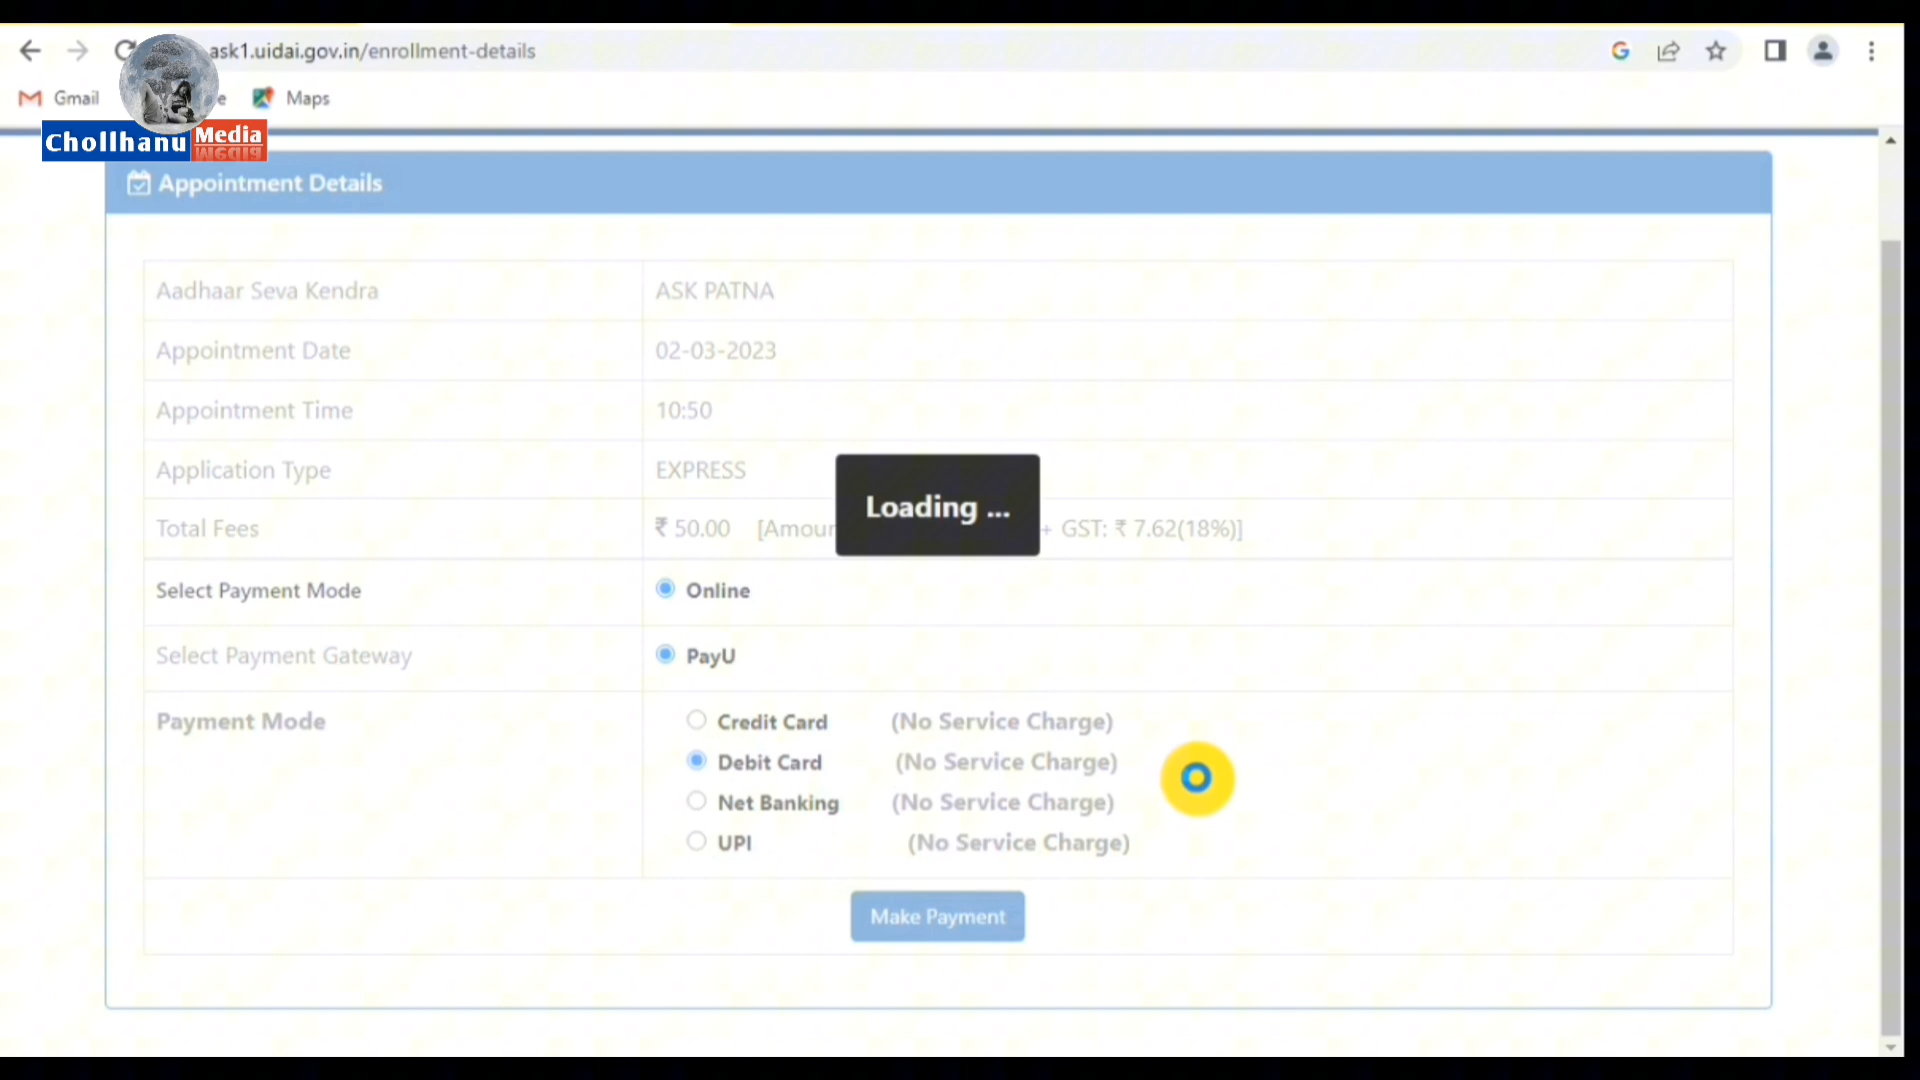 ask1.uidai.gov.in/enrollment-details
Gmail
Maps
Chollhanu Media
Appointment Details
Aadhaar Seva Kendra ASK PATNA
Appointment Date 02-03-2023
Appointment Time 10:50
Application Type EXPRESS
Total Fees ₹ 50.00 [Amoun + GST: ₹ 7.62(18%)]
Loading ...
Select Payment Mode Online
Select Payment Gateway PayU
Payment Mode Credit Card (No Service Charge)
Debit Card (No Service Charge)
Net Banking (No Service Charge)
UPI (No Service Charge)
Make Payment